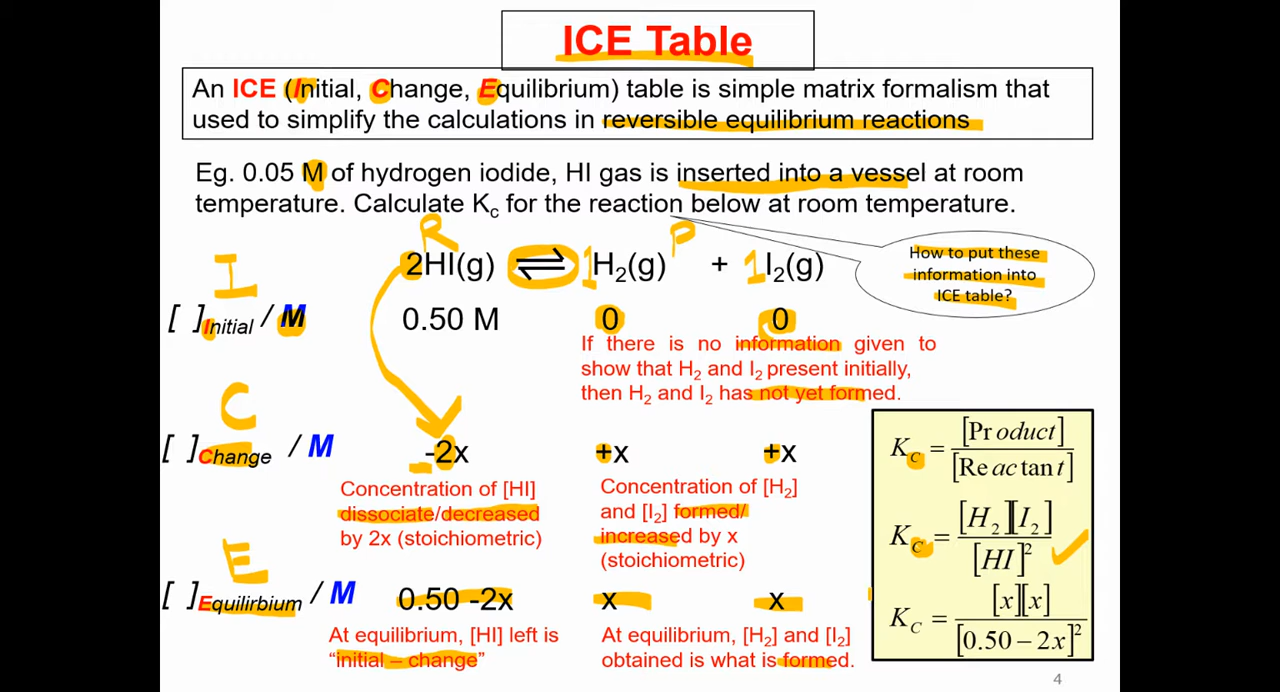 ICE Table
An ICE (Initial, Change, Equilibrium) table is simple matrix formalism that
used to simplify the calculations in reversible equilibrium reactions
Eg. 0.05 M of hydrogen iodide, HI gas is inserted into a vessel at room
temperature. Calculate Kc for the reaction below at room temperature.
R P
How to put these
information into
ICE table?
I
2HI(g) ⇌ 1H₂(g) + 1I₂(g)
[ ]Initial / M 0.50 M 0 0
If there is no information given to
show that H₂ and I₂ present initially,
then H₂ and I₂ has not yet formed.
C
[ ]Change / M -2x +x +x
Concentration of [HI]
dissociate/decreased
by 2x (stoichiometric)
Concentration of [H₂]
and [I₂] formed/
increased by x
(stoichiometric)
E
[ ]Equilirbium / M 0.50 -2x x x
At equilibrium, [HI] left is
“initial – change”
At equilibrium, [H₂] and [I₂]
obtained is what is formed.
K_C = [Product] / [Reactant]
K_C = [H₂][I₂] / [HI]²
K_C = [x][x] / [0.50 – 2x]²
4